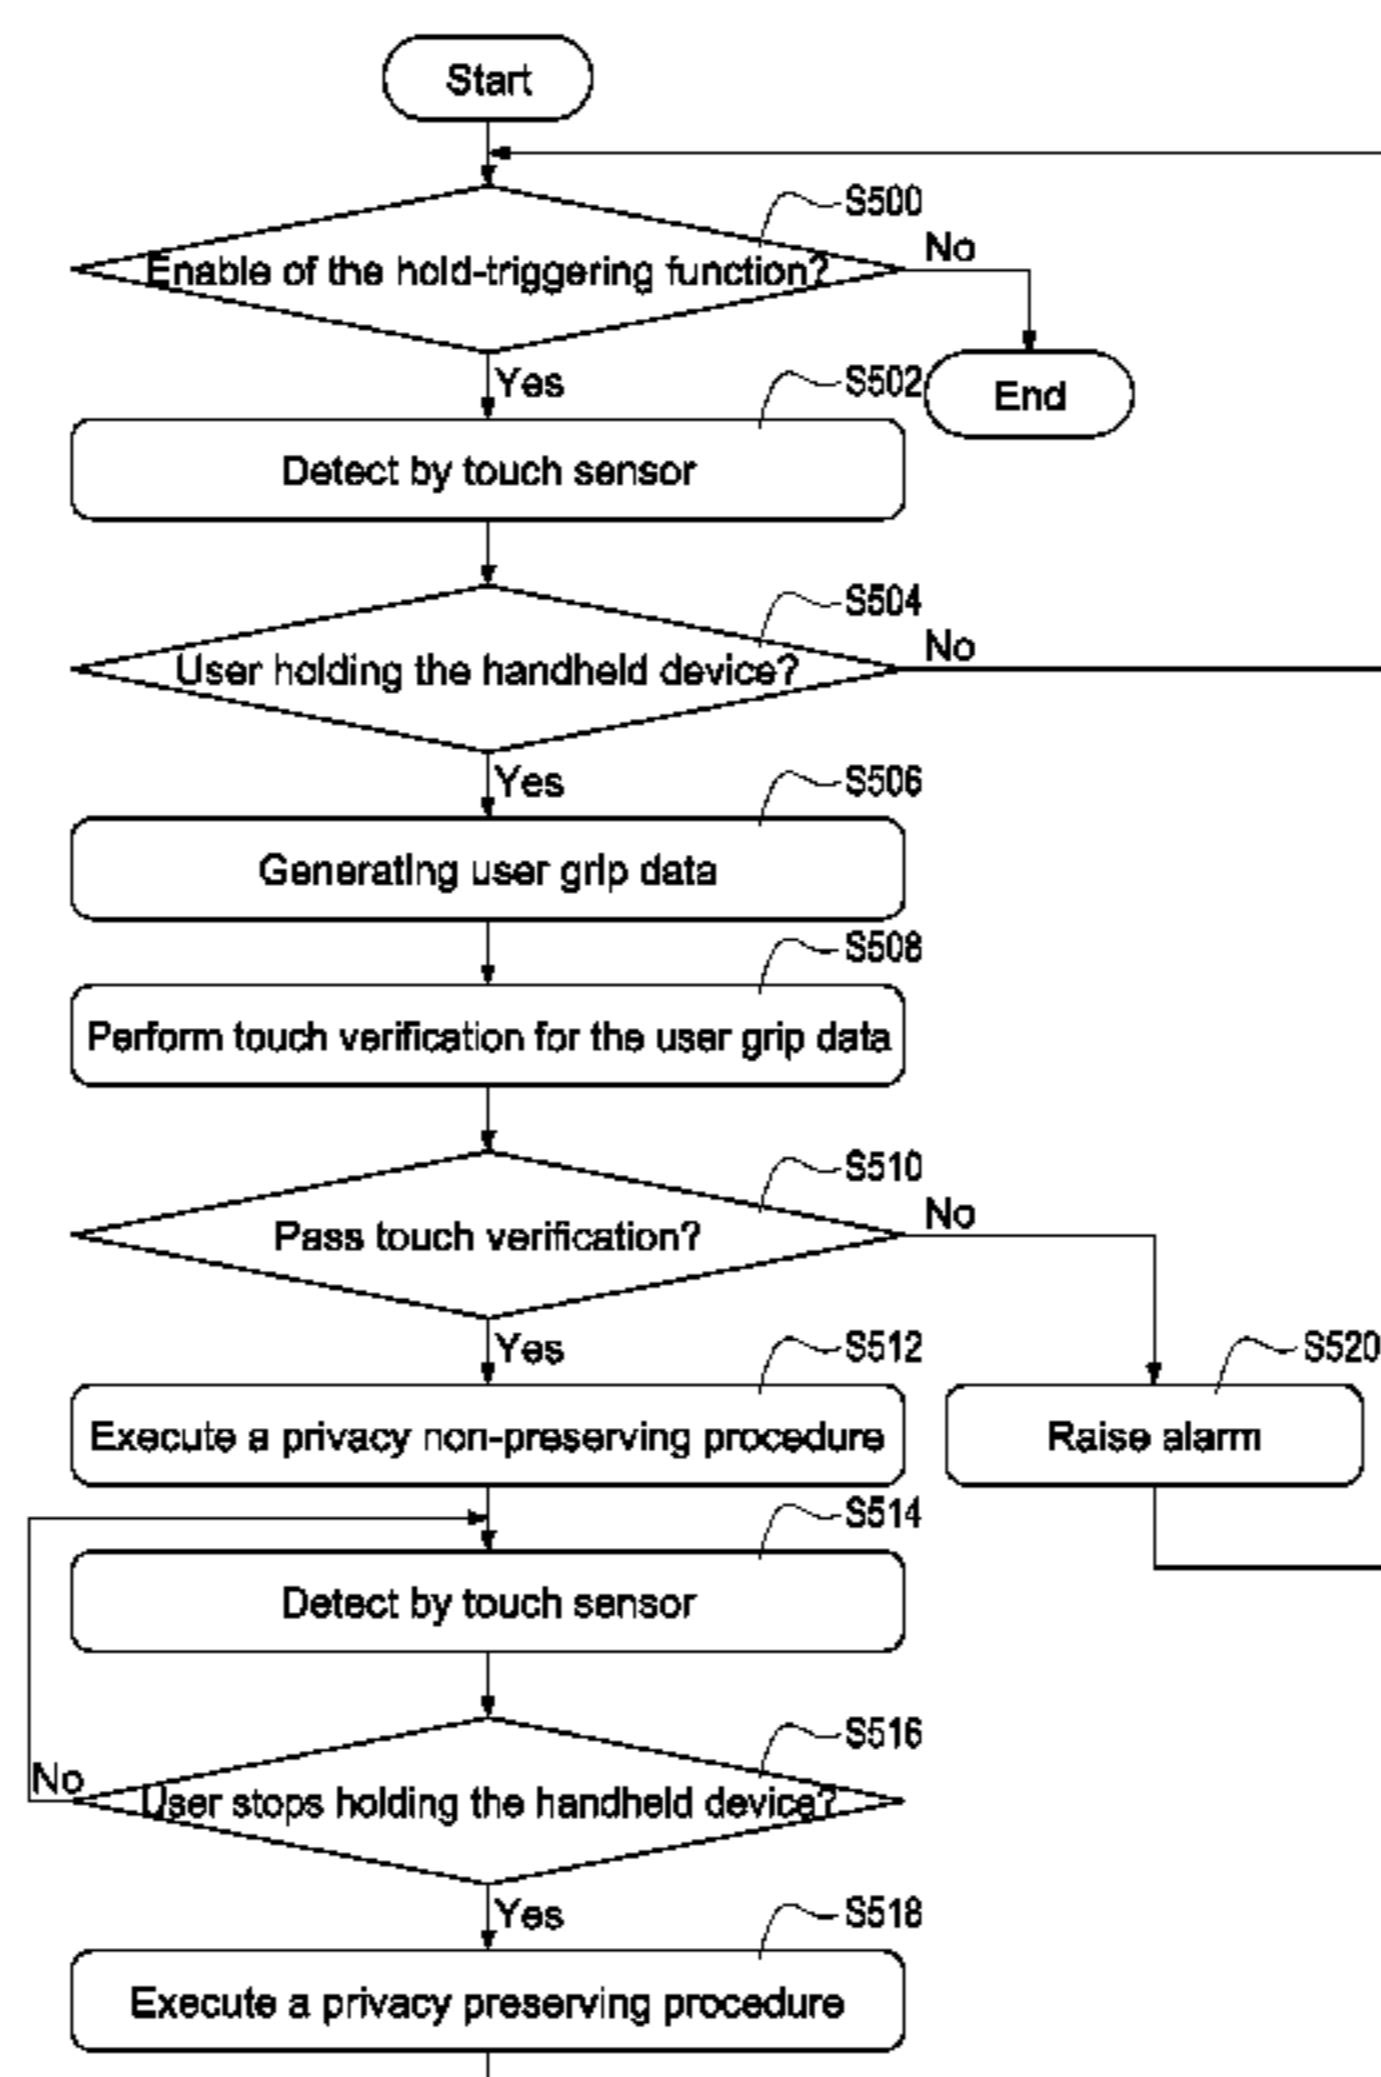 Start
S500
Enable of the hold-triggering function?
No
Yes
S502
End
Detect by touch sensor
S504
User holding the handheld device?
No
Yes
S506
Generating user grip data
S508
Perform touch verification for the user grip data
S510
Pass touch verification?
No
Yes
S512
S520
Execute a privacy non-preserving procedure
Raise alarm
S514
Detect by touch sensor
S516
No
User stops holding the handheld device?
Yes
S518
Execute a privacy preserving procedure